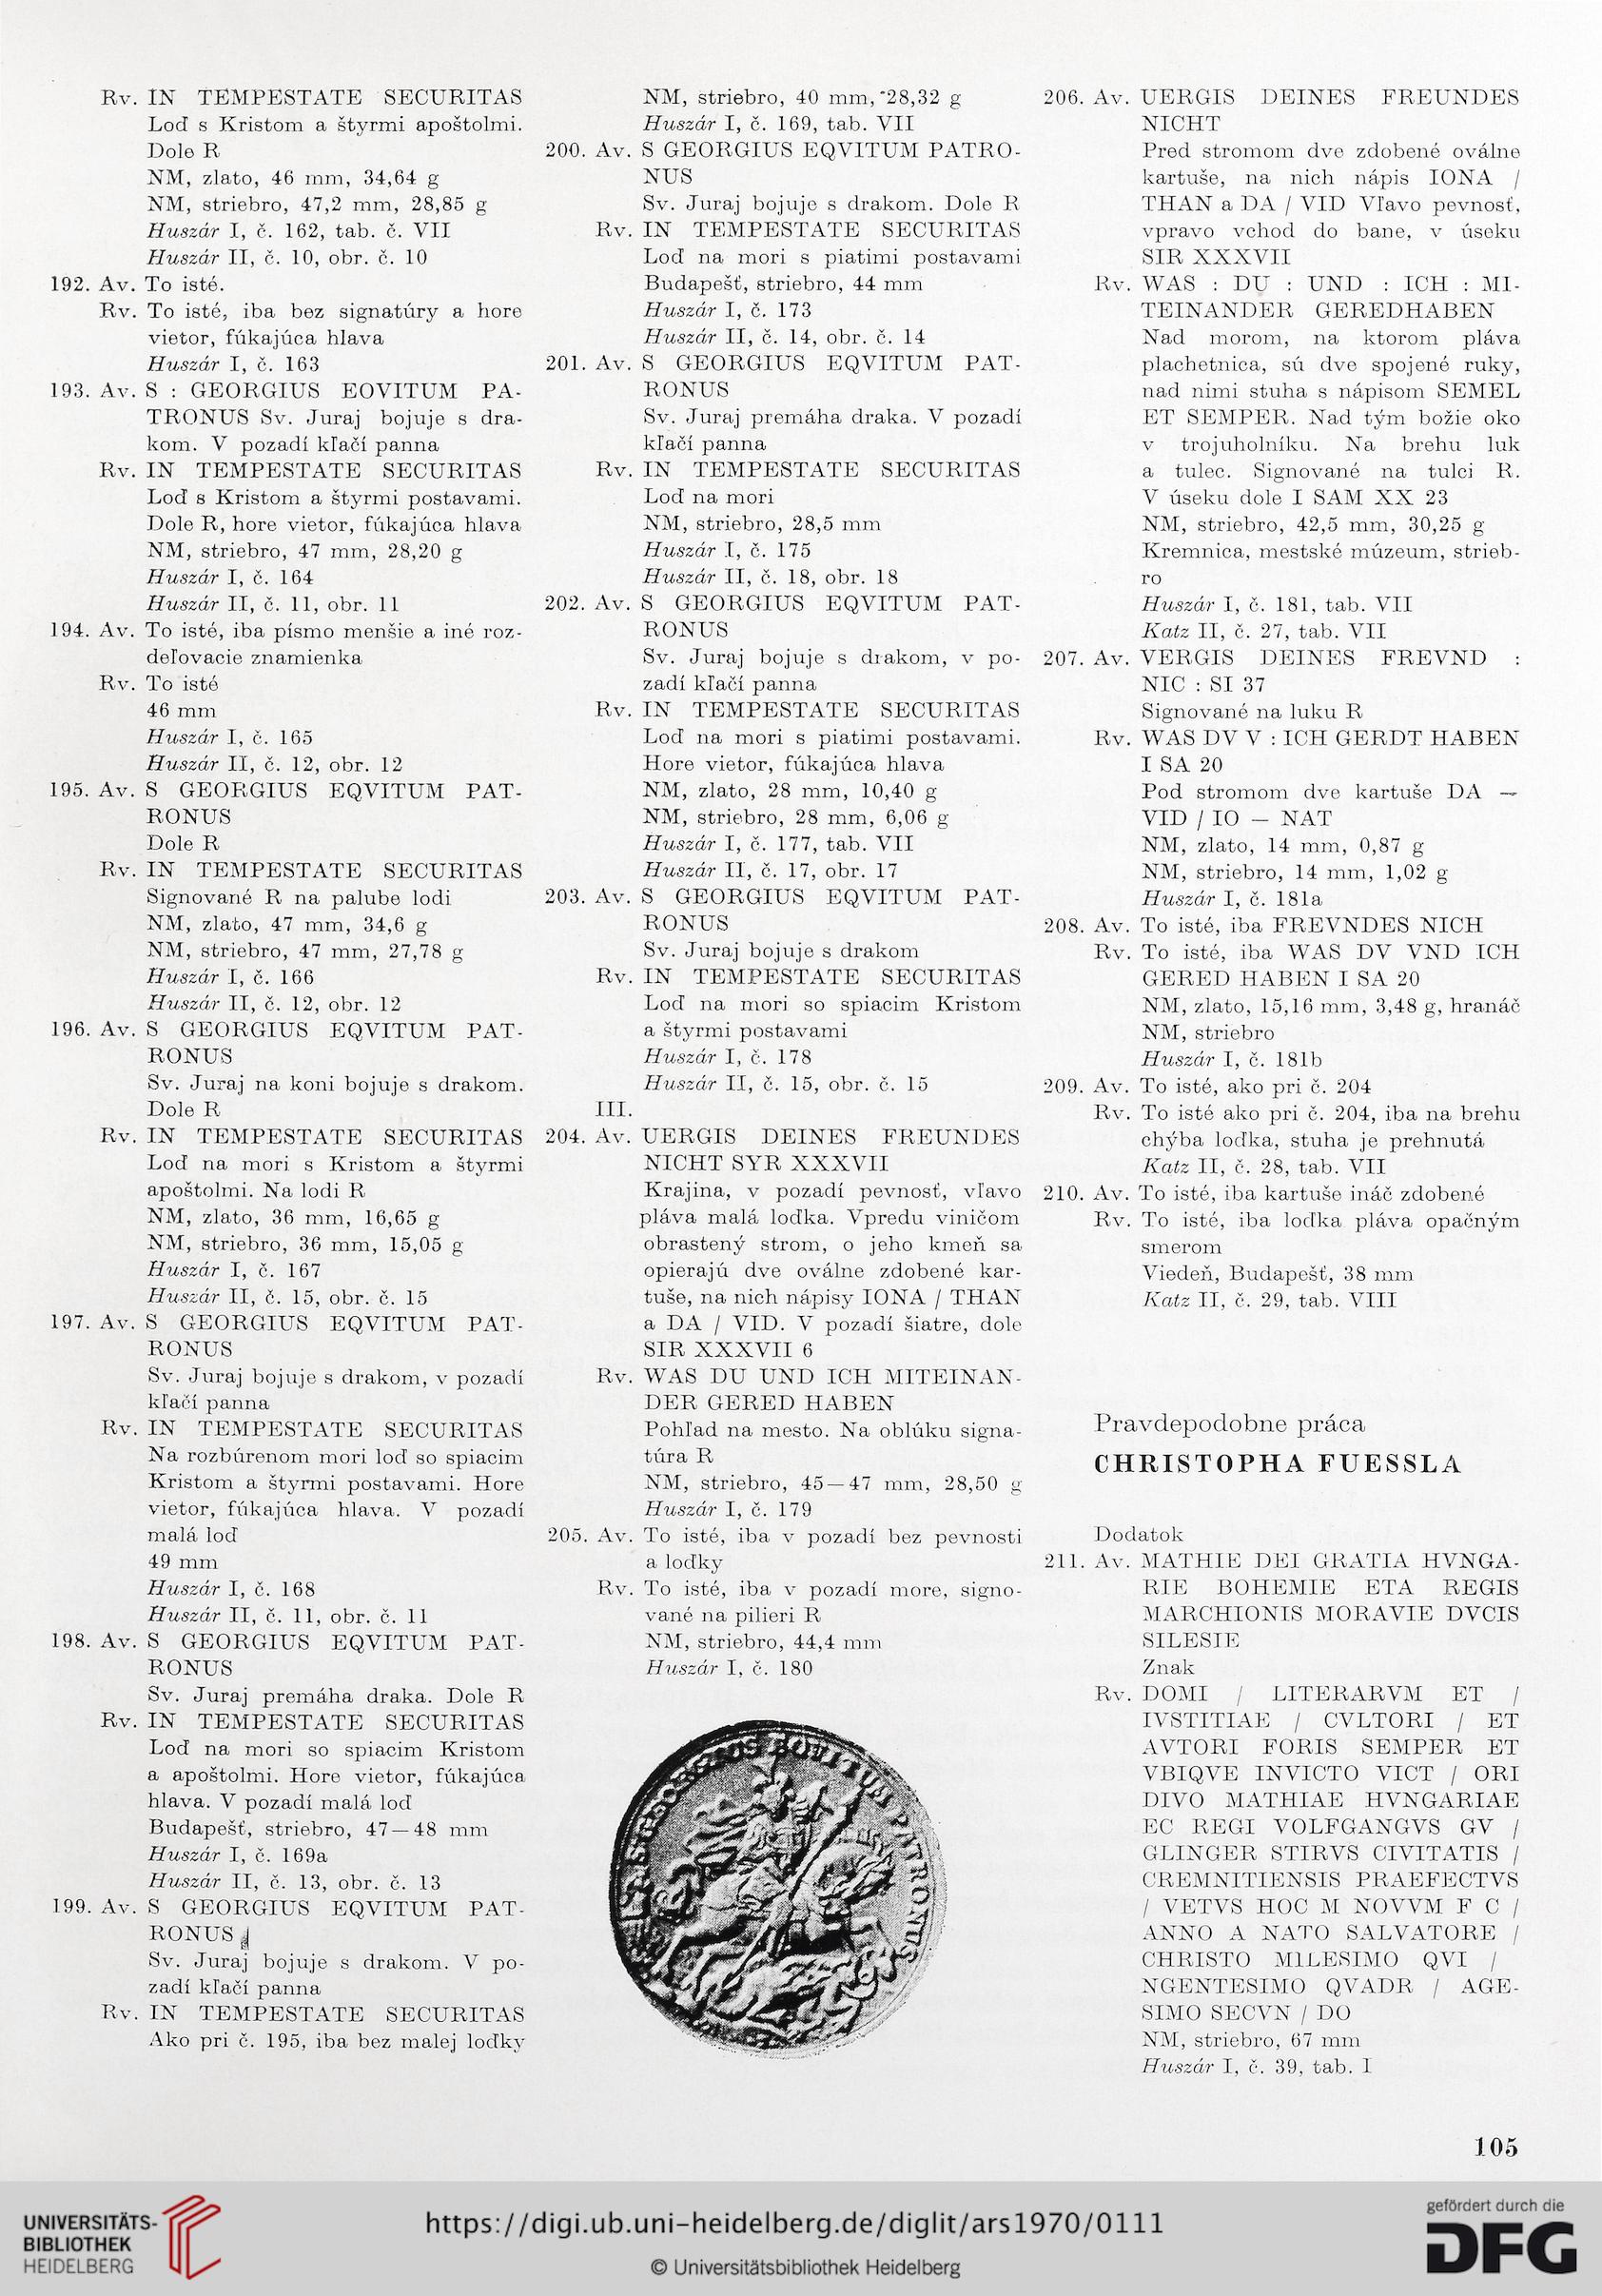 Rv. IN TEMPESTATE SECURITAS
Loď s Kristom a štyrmi apoštolmi.
Dole R
NM, zlato, 46 mm, 34,64 g
NM, striebro, 47,2 mm, 28,85 g
Huszár I, č. 162, tab. č. VII
Huszár II, č. 10, obr. č. 10
192. Av. To isté.
Rv. To isté, iba bez signatúry a hore
vietor, fúkajúca hlava
Huszár I, č. 163
193. Av. S : GEORGIUS EOVITUM PA-
TRONUS Sv. Juraj bojuje s dra-
kom. V pozadí kľačí panna
Rv. IN TEMPESTATE SECURITAS
Loď s Kristom a štyrmi postavami.
Dole R, hore vietor, fúkajúca hlava
NM, striebro, 47 mm, 28,20 g
Huszár I, č. 164
Huszár II, č. 11, obr. 11
194. Av. To isté, iba písmo menšie a iné roz-
deľovacie znamienka
Rv. To isté
46 mm
Huszár I, č. 165
Huszár II, č. 12, obr. 12
195. Av. S GEORGIUS EQVITUM PAT-
RONUS
Dole R
Rv. IN TEMPESTATE SECURITAS
Signované R na palube lodi
NM, zlato, 47 mm, 34,6 g
NM, striebro, 47 mm, 27,78 g
Huszár I, č. 166
Huszár II, č. 12, obr. 12
196. Av. S GEORGIUS EQVITUM PAT-
RONUS
Sv. Juraj na koni bojuje s drakom.
Dole R
Rv. IN TEMPESTATE SECURITAS
Loď na mori s Kristom a štyrmi
apoštolmi. Na lodi R
NM, zlato, 36 mm, 16,65 g
NM, striebro, 36 mm, 15,05 g
Huszár I, č. 167
Huszár II, č. 15, obr. č. 15
197. Av. S GEORGIUS EQVITUM PAT-
RONUS
Sv. Juraj bojuje s drakom, v pozadí
kľačí panna
Rv. IN TEMPESTATE SECURITAS
Na rozbúrenom mori loď so spiacim
Kristom a štyrmi postavami. Hore
vietor, fúkajúca hlava. V pozadí
malá loď
49 mm
Huszár I, č. 168
Huszár II, č. 11, obr. č. 11
198. Av. S GEORGIUS EQVITUM PAT-
RONUS
Sv. Juraj premáha draka. Dole R
Rv. IN TEMPESTATE SECURITAS
Loď na mori so spiacim Kristom
a apoštolmi. Hore vietor, fúkajúca
hlava. V pozadí malá loď
Budapešť, striebro, 47—48 mm
Huszár I, č. 169a
Huszár II, č. 13, obr. č. 13
199. Av. S GEORGIUS EQVITUM PAT-
RONUS
Sv. Juraj bojuje s drakom. V po-
zadí kľačí panna
Rv. IN TEMPESTATE SECURITAS
Ako pri č. 195, iba bez malej loďky
NM, striebro, 40 mm, 28,32 g
Huszár I, č. 169, tab. VII
200. Av. S GEORGIUS EQVITUM PATRO-
NUS
Sv. Juraj bojuje s drakom. Dole R
Rv. IN TEMPESTATE SECURITAS
Loď na mori s piatimi postavami
Budapešť, striebro, 44 mm
Huszár I, č. 173
Huszár II, č. 14, obr. č. 14
201. Av. S GEORGIUS EQVITUM PAT-
RONUS
Sv. Juraj premáha draka. V pozadí
kľačí panna
Rv. IN TEMPESTATE SECURITAS
Loď na mori
NM, striebro, 28,5 mm
Huszár I, č. 175
Huszár II, č. 18, obr. 18
202. Av. S GEORGIUS EQVITUM PAT-
RONUS
Sv. Juraj bojuje s drakom, v po-
zadí kľačí panna
Rv. IN TEMPESTATE SECURITAS
Loď na mori s piatimi postavami.
Hore vietor, fúkajúca hlava
NM, zlato, 28 mm, 10,40 g
NM, striebro, 28 mm, 6,06 g
Huszár I, č. 177, tab. VII
Huszár II, č. 17, obr. 17
203. Av. S GEORGIUS EQVITUM PAT-
RONUS
Sv. Juraj bojuje s drakom
Rv. IN TEMPESTATE SECURITAS
Loď na mori so spiacim Kristom
a štyrmi postavami
Huszár I, č. 178
Huszár II, č. 15, obr. č. 15
III.
204. Av. UERGIS DEINES FREUNDES
NICHT SYR XXXVII
Krajina, v pozadí pevnosť, vľavo
pláva malá loďka. Vpredu viničom
obrastený strom, o jeho kmeň sa
opierajú dve oválne zdobené kar-
tuše, na nich nápisy IONA / THAN
a DA / VID. V pozadí šiatre, dole
SIR XXXVII 6
Rv. WAS DU UND ICH MITEINAN-
DER GERED HABEN
Pohľad na mesto. Na oblúku signa-
túra R
NM, striebro, 45—47 mm, 28,50 g
Huszár I, č. 179
205. Av. To isté, iba v pozadí bez pevnosti
a loďky
Rv. To isté, iba v pozadí more, signo-
vané na pilieri R
NM, striebro, 44,4 mm
Huszár I, č. 180
206. Av. UERGIS DEINES FREUNDES
NICHT
Pred stromom dve zdobené oválne
kartuše, na nich nápis IONA /
THAN a DA / VID Vľavo pevnosť,
vpravo vchod do bane, v úseku
SIR XXXVII
Rv. WAS : DU : UND : ICH : MI-
TEINANDER GEREDHABEN
Nad morom, na ktorom pláva
plachetnica, sú dve spojené ruky,
nad nimi stuha s nápisom SEMEL
ET SEMPER. Nad tým božie oko
v trojuholníku. Na brehu luk
a tulec. Signované na tulci R.
V úseku dole I SAM XX 23
NM, striebro, 42,5 mm, 30,25 g
Kremnica, mestské múzeum, strieb-
ro
Huszár I, č. 181, tab. VII
Katz II, č. 27, tab. VII
207. Av. VERGIS DEINES FREVND :
NIC : SI 37
Signované na luku R
Rv. WAS DV V : ICH GERDT HABEN
I SA 20
Pod stromom dve kartuše DA —
VID / IO — NAT
NM, zlato, 14 mm, 0,87 g
NM, striebro, 14 mm, 1,02 g
Huszár I, č. 181a
208. Av. To isté, iba FREVNDES NICH
Rv. To isté, iba WAS DV VND ICH
GERED HABEN I SA 20
NM, zlato, 15,16 mm, 3,48 g, hranáč
NM, striebro
Huszár I, č. 181b
209. Av. To isté, ako pri č. 204
Rv. To isté ako pri č. 204, iba na brehu
chýba loďka, stuha je prehnutá
Katz II, č. 28, tab. VII
210. Av. To isté, iba kartuše ináč zdobené
Rv. To isté, iba loďka pláva opačným
smerom
Viedeň, Budapešť, 38 mm
Katz II, č. 29, tab. VIII
Pravdepodobne práca
CHRISTOPHA FUESSLA
Dodatok
211. Av. MATHIE DEI GRATIA HVNGA-
RIE BOHEMIE ETA REGIS
MARCHIONIS MORAVIE DVCIS
SILESIE
Znak
Rv. DOMI / LITERARVM ET /
IVSTITIAE / CVLTORI / ET
AVTORI FORIS SEMPER ET
VBIQVE INVICTO VICT / ORI
DIVO MATHIAE HVNGARIAE
EC REGI VOLFGANGVS GV /
GLINGER STIRVS CIVITATIS /
CREMNITIENSIS PRAEFECTVS
/ VETVS HOC M NOVVM F C /
ANNO A NATO SALVATORE /
CHRISTO MILESIMO QVI /
NGENTESIMO QVADR / AGE-
SIMO SECVN / DO
NM, striebro, 67 mm
Huszár I, č. 39, tab. I
105
UNIVERSITÄTS-
BIBLIOTHEK
HEIDELBERG
https://digi.ub.uni-heidelberg.de/diglit/ars1970/0111
© Universitätsbibliothek Heidelberg
gefördert durch die
DFG